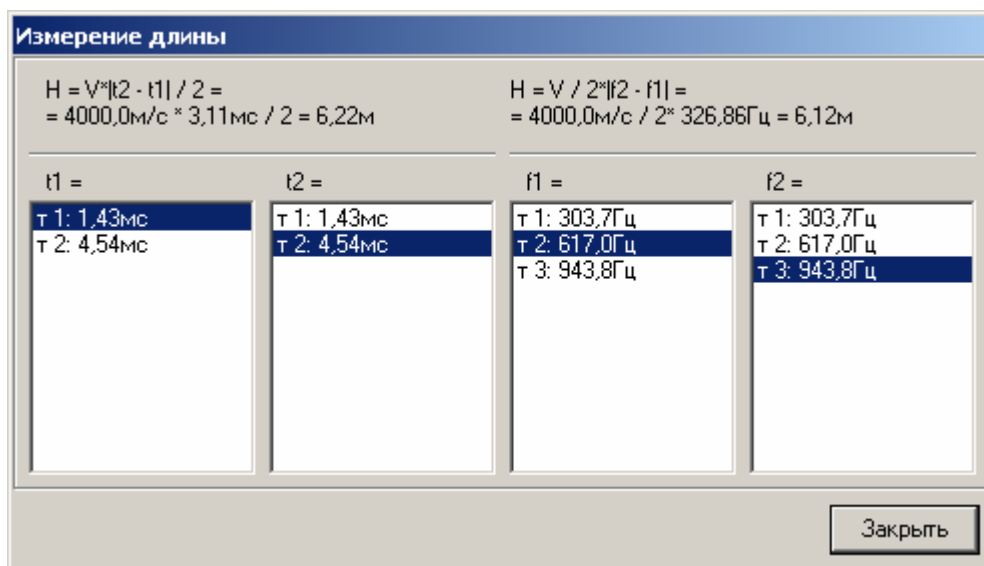 Измерение длины
H = V*|t2 - t1| / 2 =
= 4000,0м/с * 3,11мс / 2 = 6,22м
H = V / 2*|f2 - f1| =
= 4000,0м/с / 2* 326,86Гц = 6,12м
t1 =
t2 =
f1 =
f2 =
т 1: 1,43мс
т 2: 4,54мс
т 1: 1,43мс
т 2: 4,54мс
т 1: 303,7Гц
т 2: 617,0Гц
т 3: 943,8Гц
т 1: 303,7Гц
т 2: 617,0Гц
т 3: 943,8Гц
Закрыть